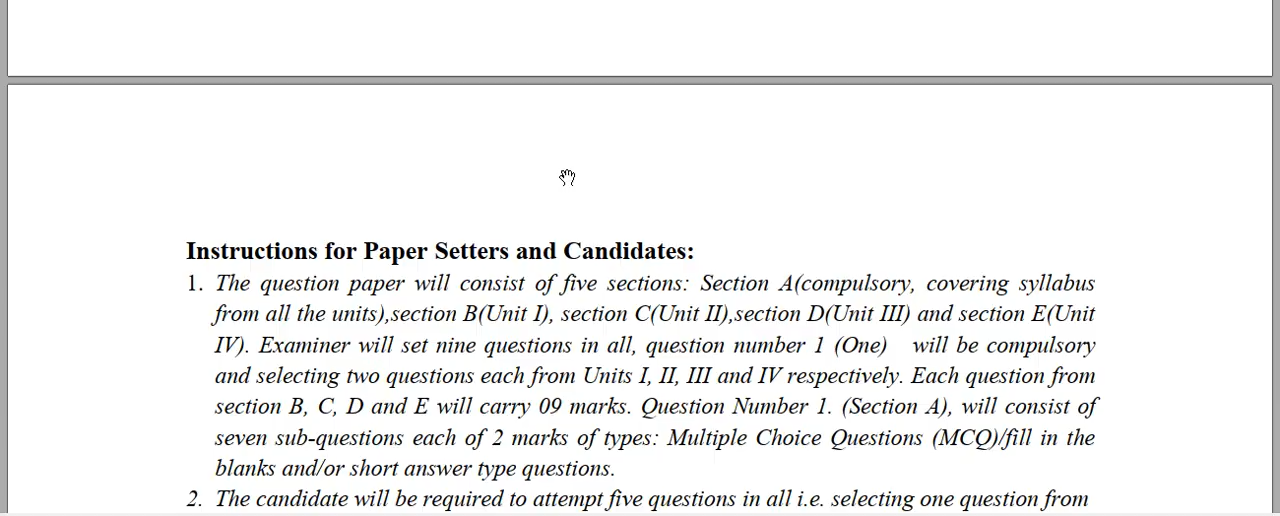 Instructions for Paper Setters and Candidates:
1. The question paper will consist of five sections: Section A(compulsory, covering syllabus
from all the units),section B(Unit I), section C(Unit II),section D(Unit III) and section E(Unit
IV). Examiner will set nine questions in all, question number 1 (One) will be compulsory
and selecting two questions each from Units I, II, III and IV respectively. Each question from
section B, C, D and E will carry 09 marks. Question Number 1. (Section A), will consist of
seven sub-questions each of 2 marks of types: Multiple Choice Questions (MCQ)/fill in the
blanks and/or short answer type questions.
2. The candidate will be required to attempt five questions in all i.e. selecting one question from